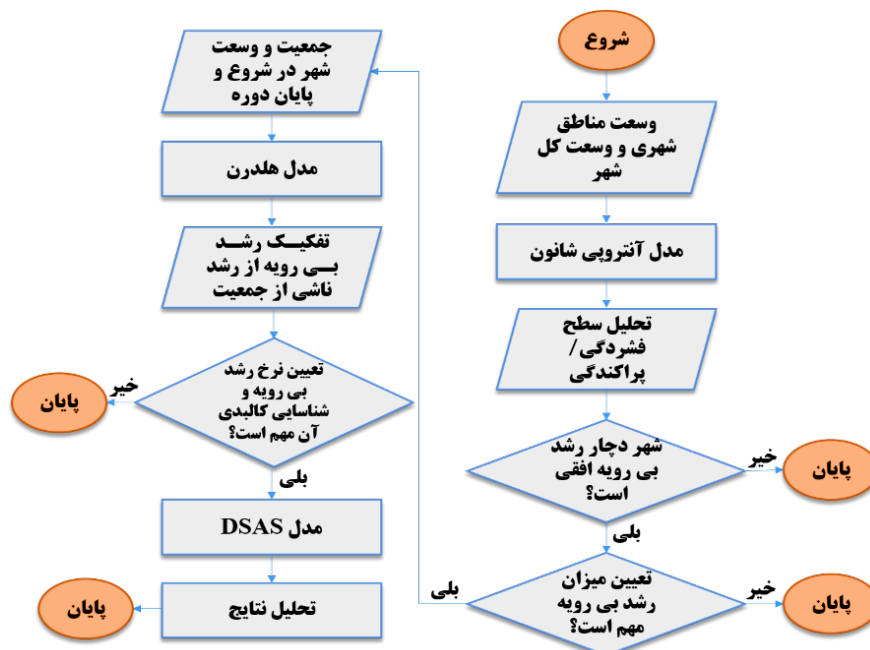 شروع
وسعت مناطق
شهری و وسعت کل
شهر
مدل آنتروپی شانون
تحلیل سطح
فشردگی /
پراکندگی
شهر دچار رشد
بی رویه افقی
است؟
خیر
پایان
بلی
تعیین میزان
رشد بی رویه
مهم است؟
خیر
پایان
بلی
جمعیت و وسعت
شهر در شروع و
پایان دوره
مدل هلدرن
تفکیـک رشــد
بــی رویه از رشد
ناشی از جمعیت
تعیین نرخ رشد
بی رویه و
شناسایی کالبدی
آن مهم است؟
خیر
پایان
بلی
مدل DSAS
تحلیل نتایج
پایان